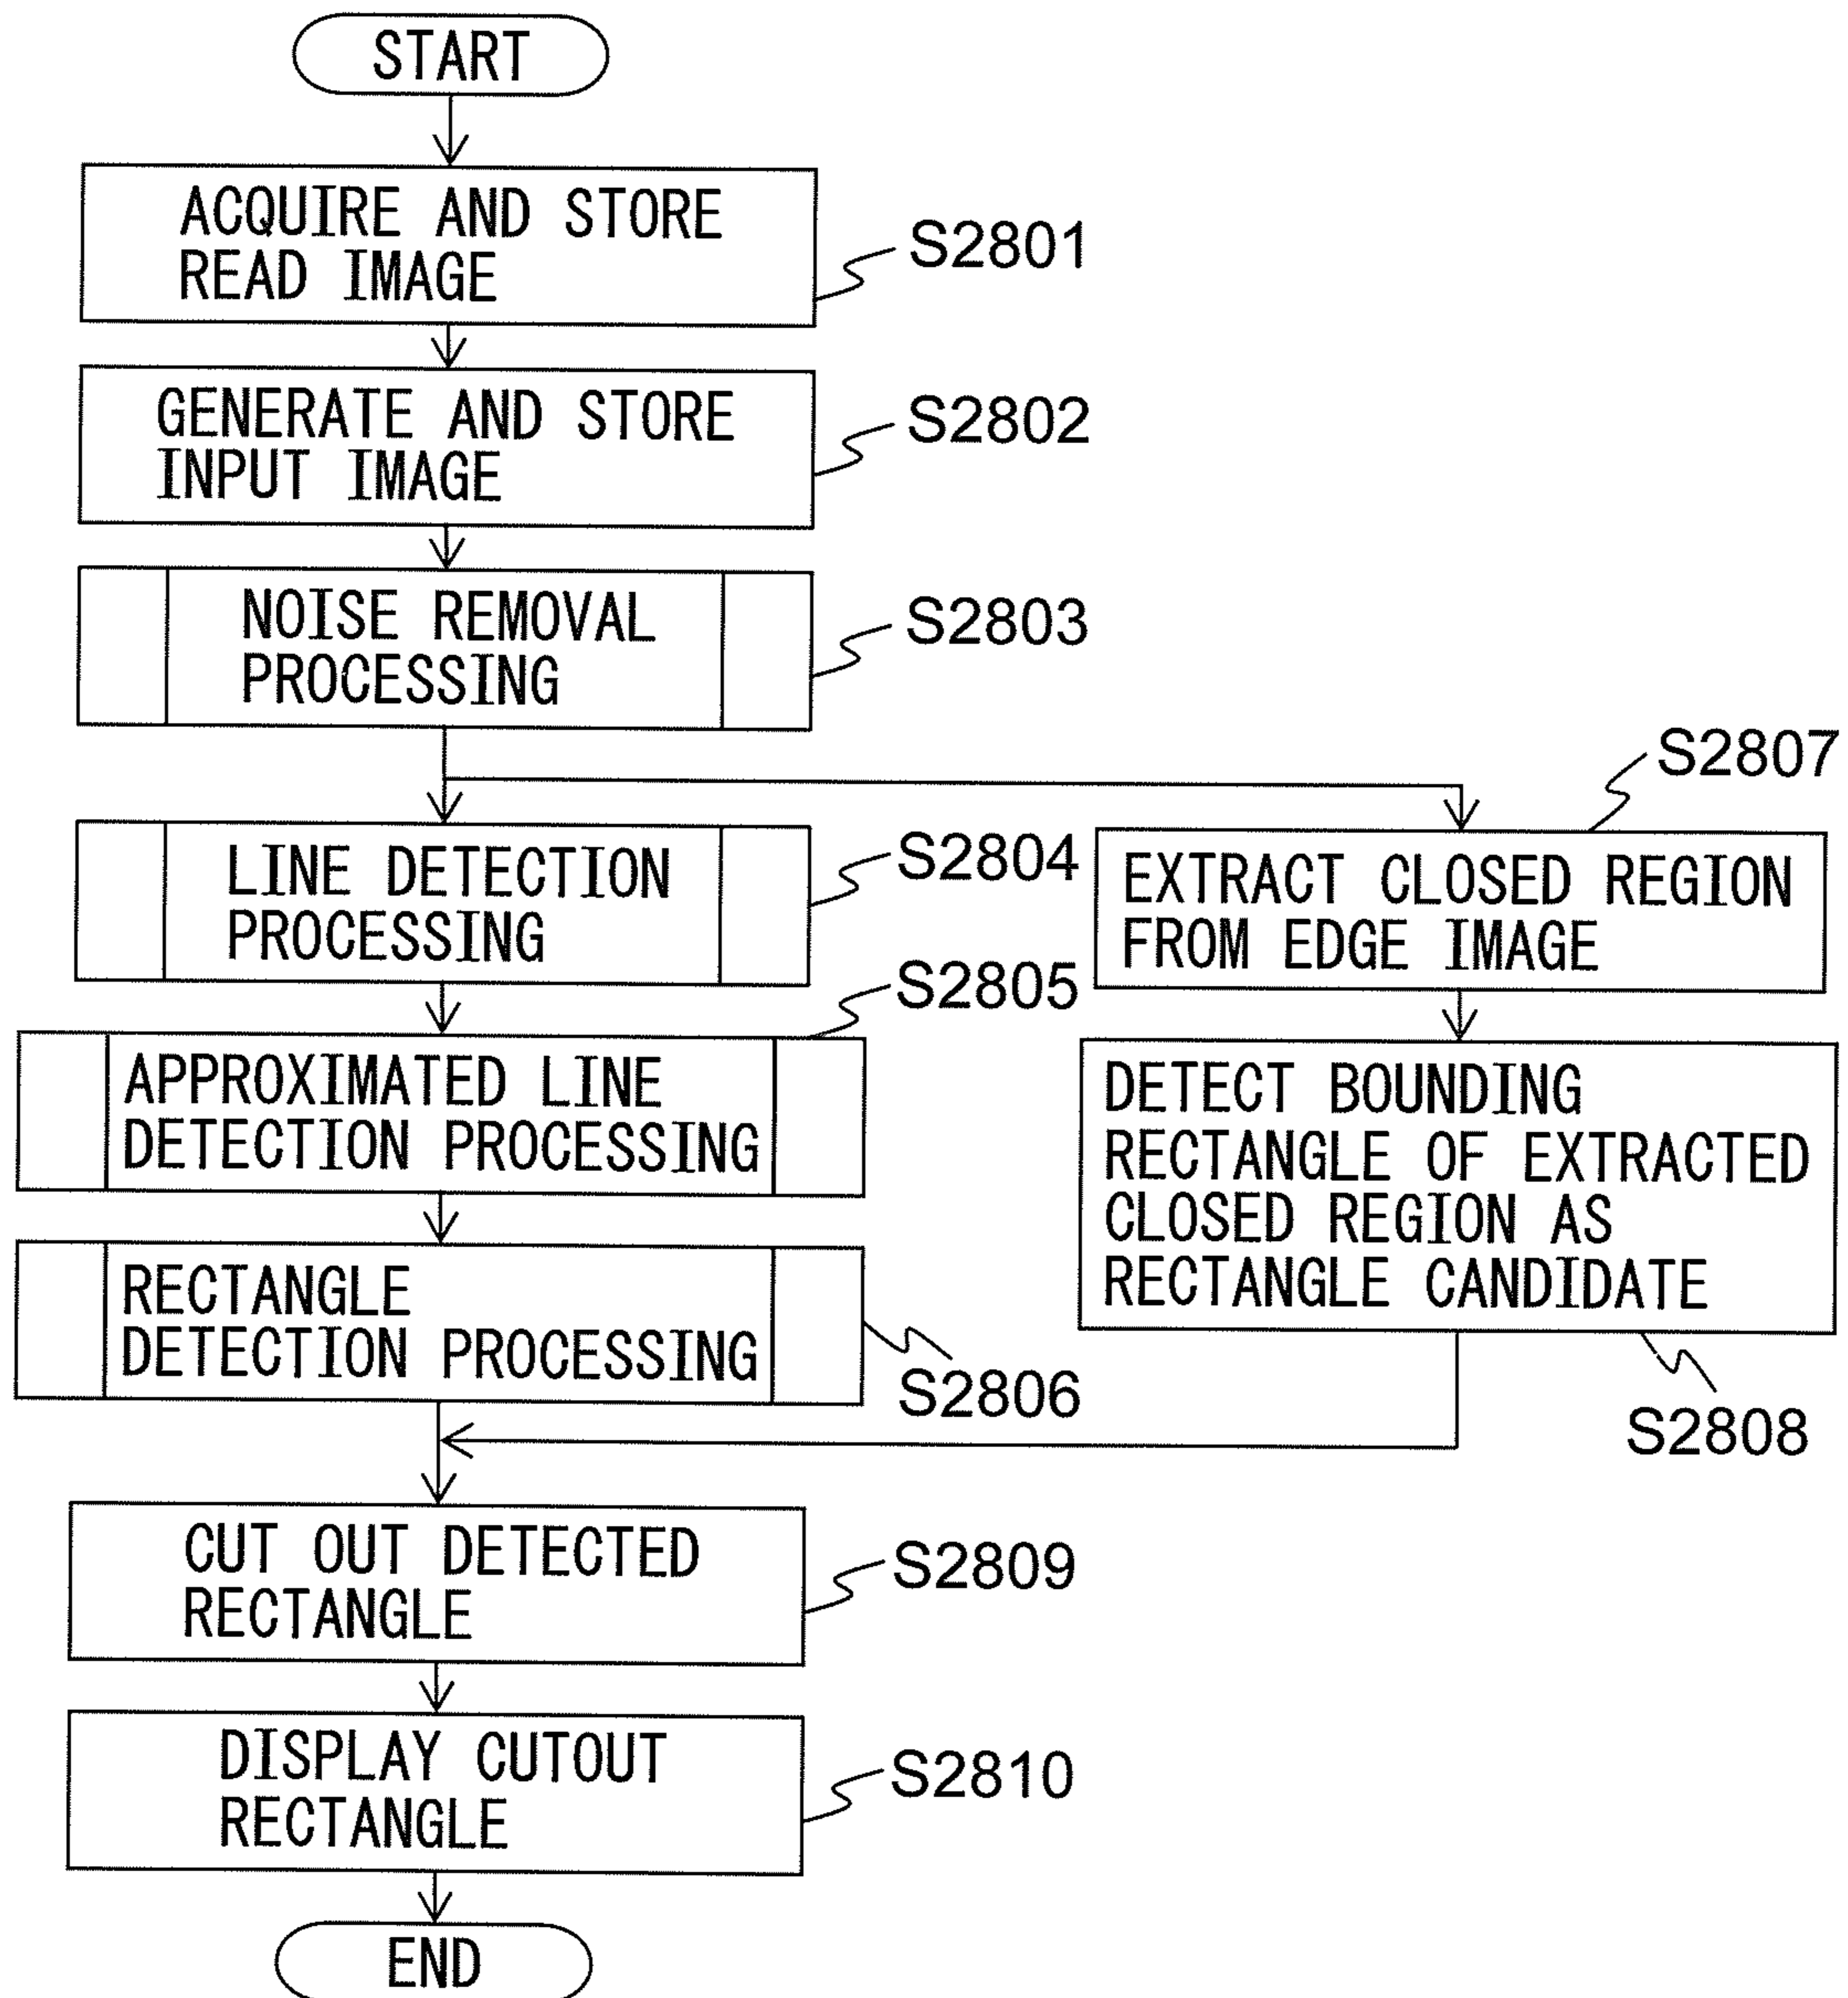 START
ACQUIRE AND STORE
READ IMAGE
S2801
GENERATE AND STORE
INPUT IMAGE
S2802
NOISE REMOVAL
PROCESSING
S2803
LINE DETECTION
PROCESSING
S2804
S2807
EXTRACT CLOSED REGION
FROM EDGE IMAGE
S2805
APPROXIMATED LINE
DETECTION PROCESSING
DETECT BOUNDING
RECTANGLE OF EXTRACTED
CLOSED REGION AS
RECTANGLE CANDIDATE
S2808
RECTANGLE
DETECTION PROCESSING
S2806
CUT OUT DETECTED
RECTANGLE
S2809
DISPLAY CUTOUT
RECTANGLE
S2810
END